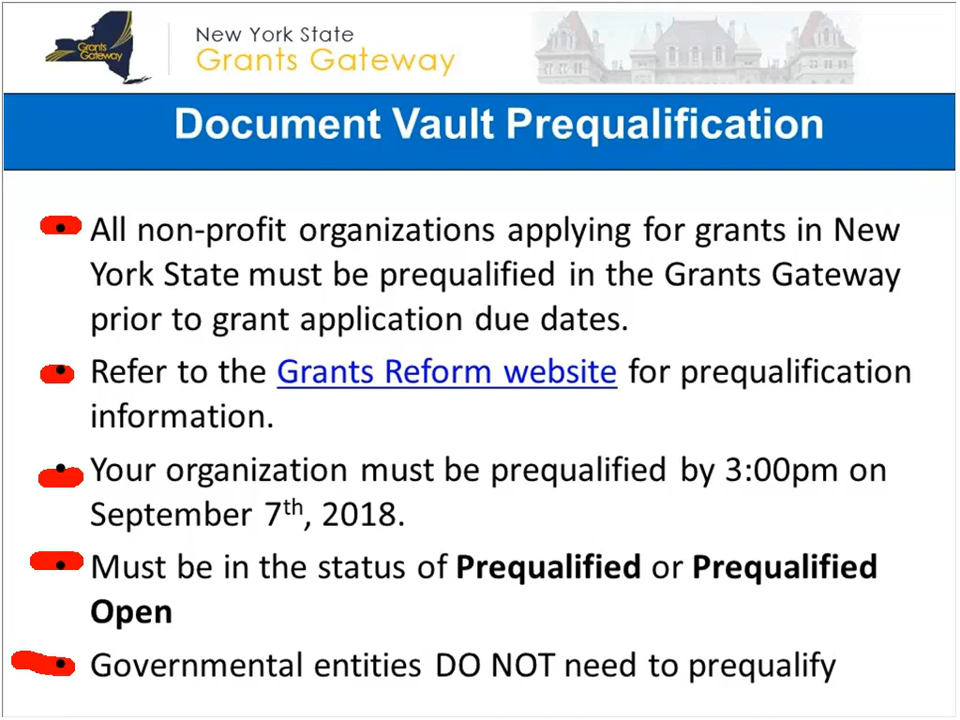 New York State
Grants Gateway
Grants
Gateway
Document Vault Prequalification
• All non-profit organizations applying for grants in New
York State must be prequalified in the Grants Gateway
prior to grant application due dates.
• Refer to the Grants Reform website for prequalification
information.
• Your organization must be prequalified by 3:00pm on
September 7th, 2018.
• Must be in the status of Prequalified or Prequalified
Open
• Governmental entities DO NOT need to prequalify